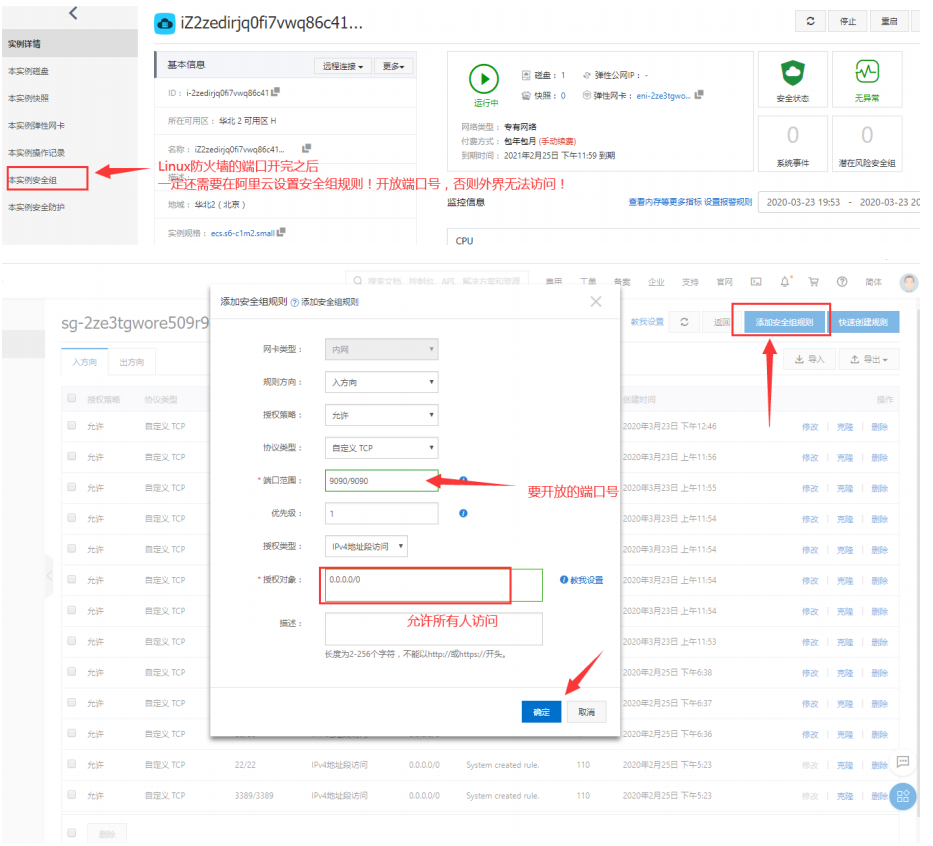 iZ2zedirjq0fi7vwq86c41...
停止
重启
实例详情
本实例磁盘
本实例快照
本实例弹性网卡
本实例操作记录
本实例安全组
本实例安全防护
基本信息
远程连接
更多
ID： i-2zedirjq0fi7vwq86c41
所在可用区： 华北 2 可用区 H
名称： iZ2zedirjq0fi7vwq86c41...
描述：
地域： 华北2（北京）
实例规格： ecs.s6-c1m2.small
Linux防火墙的端口开完之后
一定还需要在阿里云设置安全组规则！开放端口号，否则外界无法访问！
运行中
磁盘： 1
弹性公网IP： -
快照： 0
弹性网卡： eni-2ze3tgwo...
网络类型： 专有网络
付费方式： 包年包月 (手动续费)
到期时间： 2021年2月25日 下午11:59 到期
安全状态
无异常
0
系统事件
0
潜在风险安全组
监控信息
查看内存等更多指标 设置报警规则
2020-03-23 19:53 - 2020-03-23 20
CPU
搜索文档、控制台、API、解决方案和资源
费用
工单
备案
企业
支持
官网
简体
sg-2ze3tgwore509r9
教我设置
返回
添加安全组规则
快速创建规则
入方向
出方向
导入
导出
授权策略
协议类型
创建时间
操作
允许 自定义 TCP 2020年3月23日 下午12:46 修改 克隆 删除
允许 自定义 TCP 2020年3月23日 上午11:56 修改 克隆 删除
允许 自定义 TCP 2020年3月23日 上午11:55 修改 克隆 删除
允许 自定义 TCP 2020年3月23日 上午11:54 修改 克隆 删除
允许 自定义 TCP 2020年3月23日 上午11:54 修改 克隆 删除
允许 自定义 TCP 2020年3月23日 上午11:54 修改 克隆 删除
允许 自定义 TCP 2020年3月23日 上午11:54 修改 克隆 删除
允许 自定义 TCP 2020年3月23日 上午11:53 修改 克隆 删除
允许 自定义 TCP 2020年2月25日 下午6:38 修改 克隆 删除
允许 自定义 TCP 2020年2月25日 下午6:37 修改 克隆 删除
允许 自定义 TCP 2020年2月25日 下午6:36 修改 克隆 删除
允许 自定义 TCP 22/22 IPv4地址段访问 0.0.0.0/0 System created rule. 110 2020年2月25日 下午5:23 修改 克隆 删除
允许 自定义 TCP 3389/3389 IPv4地址段访问 0.0.0.0/0 System created rule. 110 2020年2月25日 下午5:23 修改 克隆 删除
删除
添加安全组规则 添加安全组规则
网卡类型： 内网
规则方向： 入方向
授权策略： 允许
协议类型： 自定义 TCP
* 端口范围： 9090/9090
要开放的端口号
优先级： 1
授权类型： IPv4地址段访问
* 授权对象： 0.0.0.0/0
教我设置
允许所有人访问
描述：
长度为2-256个字符，不能以http://或https://开头。
确定
取消